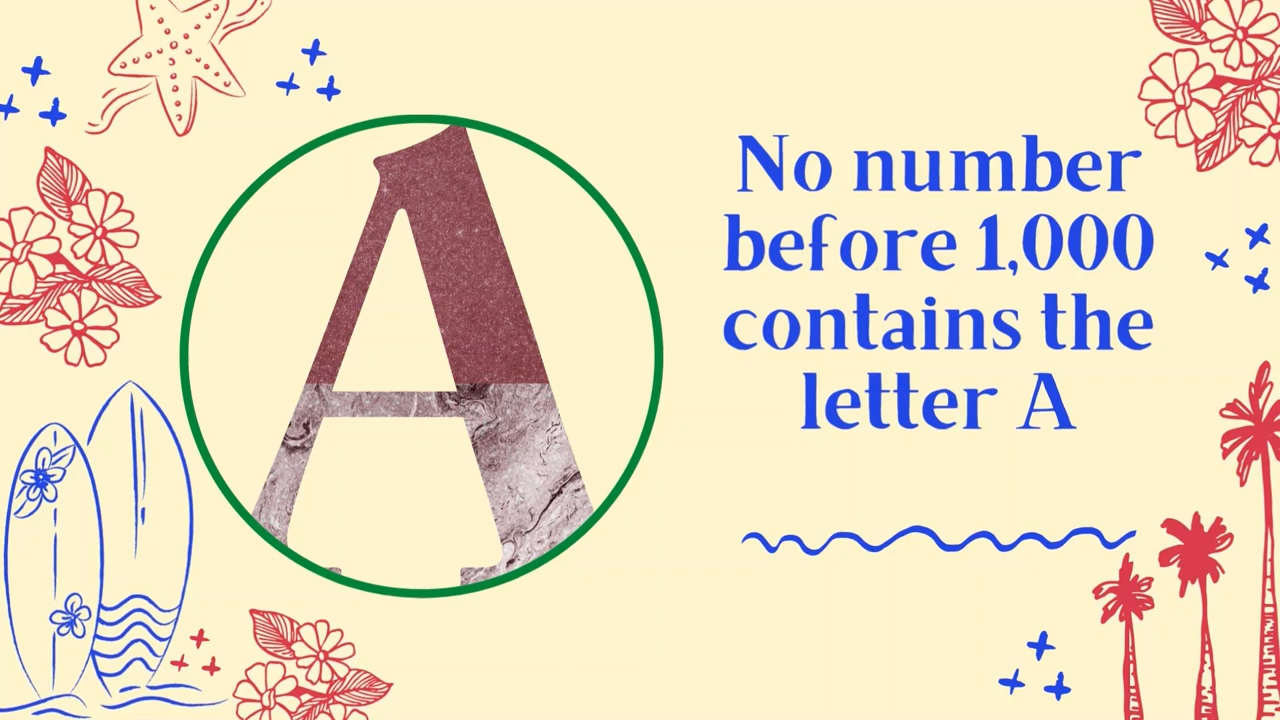 A
No number
before 1,000
contains the
letter A